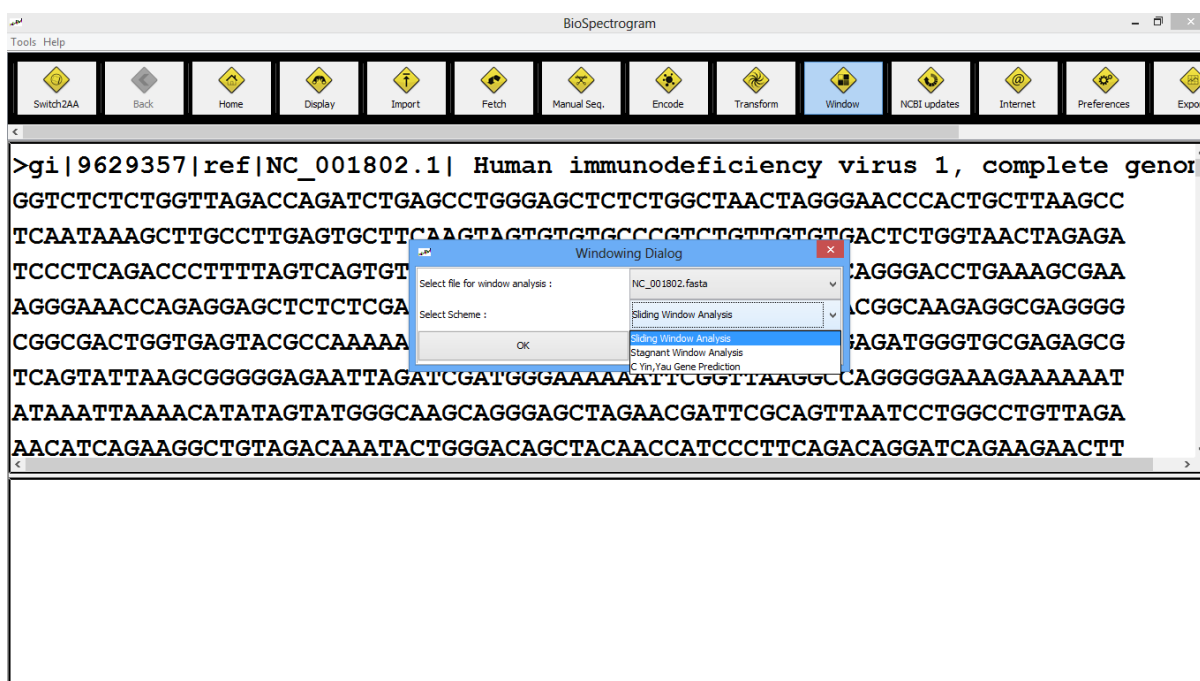 BioSpectrogram
Tools Help
Switch2AA Back Home Display Import Fetch Manual Seq. Encode Transform Window NCBI updates Internet Preferences Expo
>gi|9629357|ref|NC_001802.1| Human immunodeficiency virus 1, complete genom
GGTCTCTCTGGTTAGACCAGATCTGAGCCTGGGAGCTCTCTGGCTAACTAGGGAACCCACTGCTTAAGCC
TCAATAAAGCTTGCCTTGAGTGCTTCAAGTAGTGTGTGCCCGTCTGTTGTGTGACTCTGGTAACTAGAGA
Windowing Dialog
TCCCTCAGACCCTTTTAGTCAGTGT CAGGGACCTGAAAGCGAA
Select file for window analysis : NC_001802.fasta
AGGGAAACCAGAGGAGCTCTCTCGA ACGGCAAGAGGCGAGGGG
Select Scheme : Sliding Window Analysis
CGGCGACTGGTGAGTACGCCAAAAA GAGATGGGTGCGAGAGCG
OK
Sliding Window Analysis
Stagnant Window Analysis
C Yin,Yau Gene Prediction
TCAGTATTAAGCGGGGGAGAATTAGATCGATGGGAAAAAATTCGGTTAAGGCCAGGGGGAAAGAAAAAAT
ATAAATTAAAACATATAGTATGGGCAAGCAGGGAGCTAGAACGATTCGCAGTTAATCCTGGCCTGTTAGA
AACATCAGAAGGCTGTAGACAAATACTGGGACAGCTACAACCATCCCTTCAGACAGGATCAGAAGAACTT